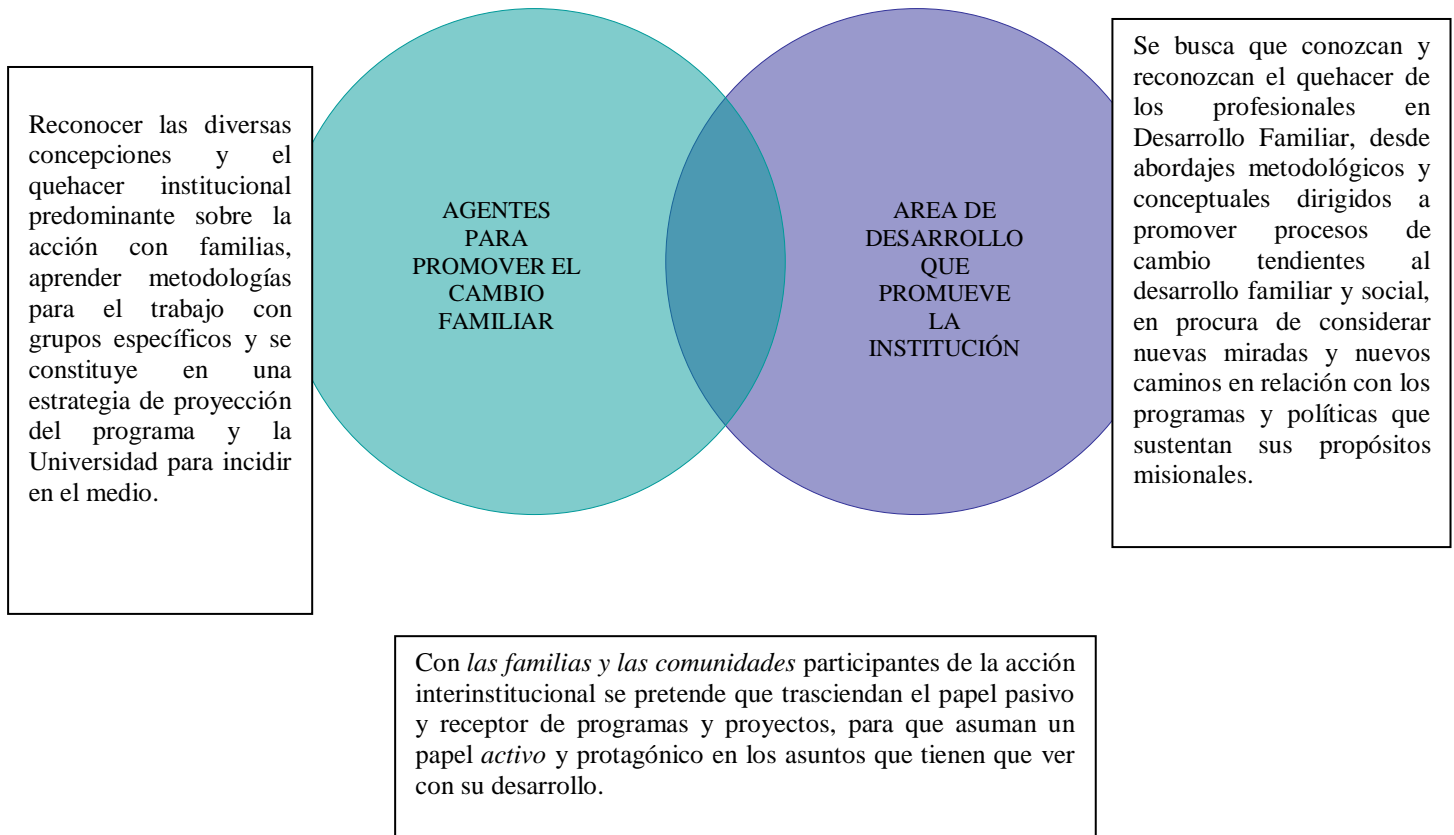 Reconocer las diversas
concepciones y el
quehacer institucional
predominante sobre la
acción con familias,
aprender metodologías
para el trabajo con
grupos específicos y se
constituye en una
estrategia de proyección
del programa y la
Universidad para incidir
en el medio.
AGENTES
PARA
PROMOVER EL
CAMBIO
FAMILIAR
AREA DE
DESARROLLO
QUE
PROMUEVE
LA
INSTITUCIÓN
Se busca que conozcan y
reconozcan el quehacer de
los profesionales en
Desarrollo Familiar, desde
abordajes metodológicos y
conceptuales dirigidos a
promover procesos de
cambio tendientes al
desarrollo familiar y social,
en procura de considerar
nuevas miradas y nuevos
caminos en relación con los
programas y políticas que
sustentan sus propósitos
misionales.
Con las familias y las comunidades participantes de la acción
interinstitucional se pretende que trasciendan el papel pasivo
y receptor de programas y proyectos, para que asuman un
papel activo y protagónico en los asuntos que tienen que ver
con su desarrollo.